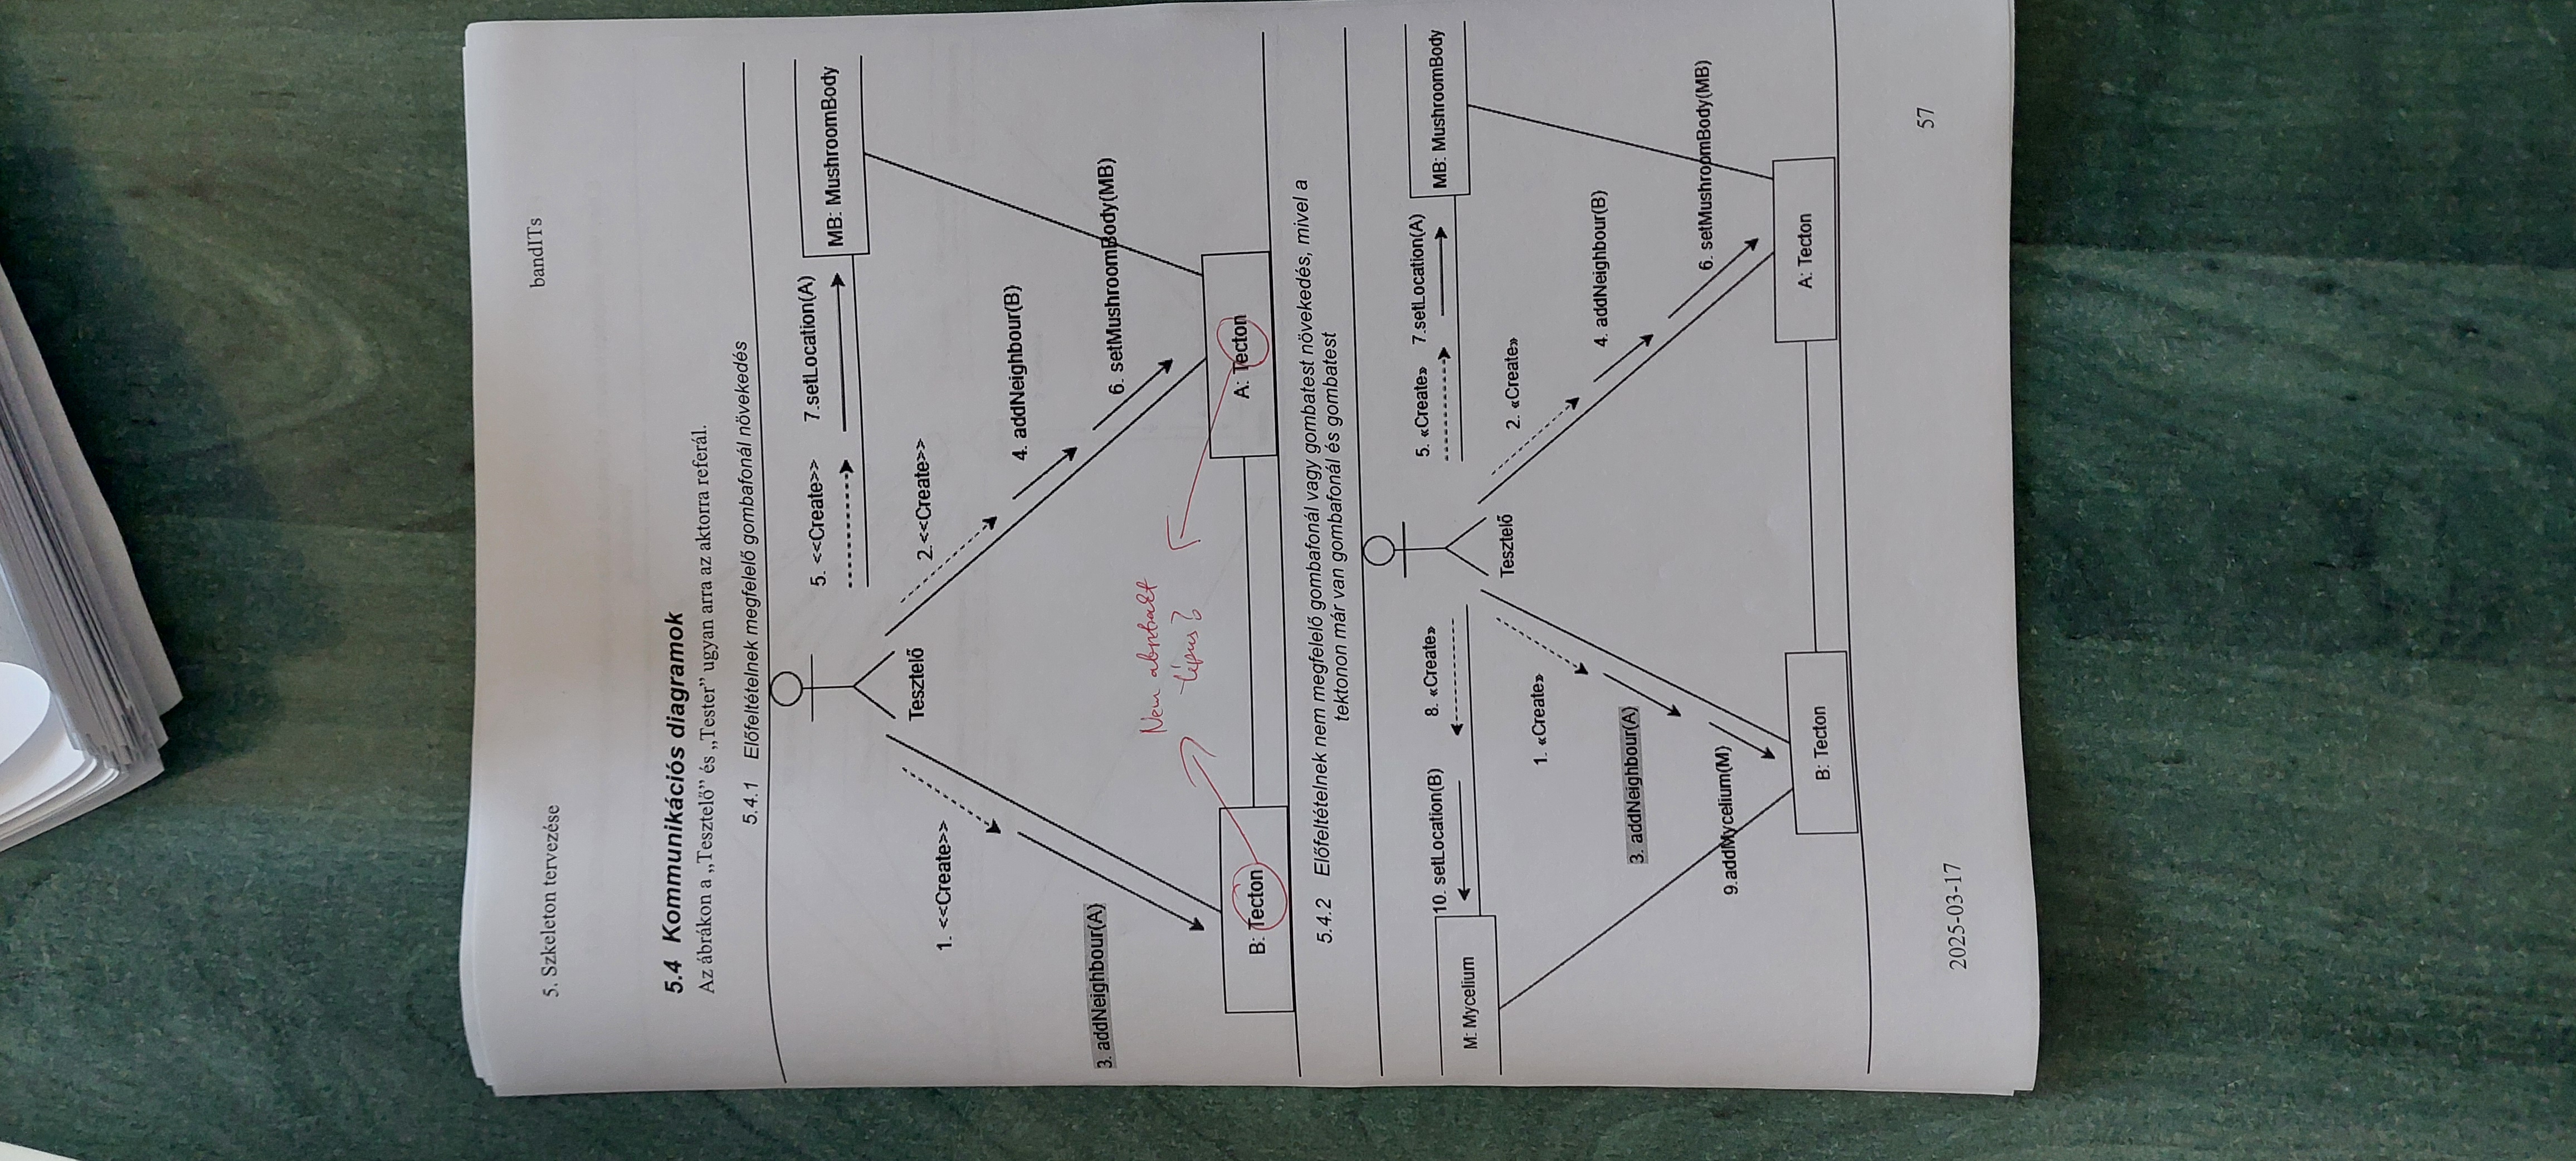 5. Szkeleton tervezése
bandITs
5.4 Kommunikációs diagramok
Az ábrákon a „Tesztelő” és „Tester” ugyan arra az aktorra referál.
5.4.1 Előfeltételnek megfelelő gombafonál növekedés
5. <<Create>>
7.setLocation(A)
MB: MushroomBody
Tesztelő
1. <<Create>>
2.<<Create>>
4. addNeighbour(B)
3. addNeighbour(A)
6. setMushroomBody(MB)
Nem absztrakt
típus?
B: Tecton
A: Tecton
5.4.2 Előfeltételnek nem megfelelő gombafonál vagy gombatest növekedés, mivel a
tektonon már van gombafonál és gombatest
10. setLocation(B)
8. «Create»
5. «Create»
7.setLocation(A)
M: Mycelium
MB: MushroomBody
Tesztelő
1. «Create»
2. «Create»
3. addNeighbour(A)
4. addNeighbour(B)
9.addMycelium(M)
6. setMushroomBody(MB)
B: Tecton
A: Tecton
2025-03-17
57